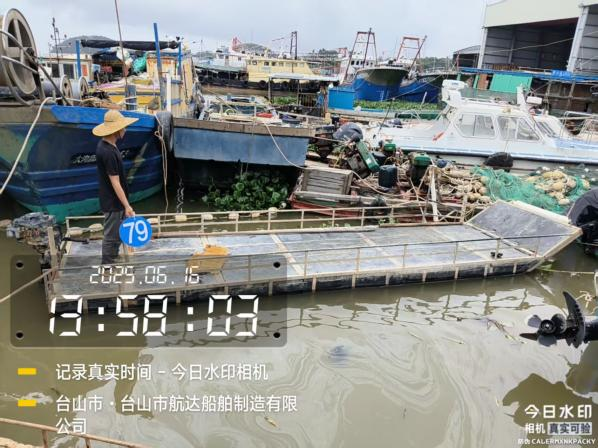 79
2025.06.16
13:58:03
记录真实时间 - 今日水印相机
台山市·台山市航达船舶制造有限
公司
今日水印
相机 真实可验
防伪 CALERMXNKPACKY